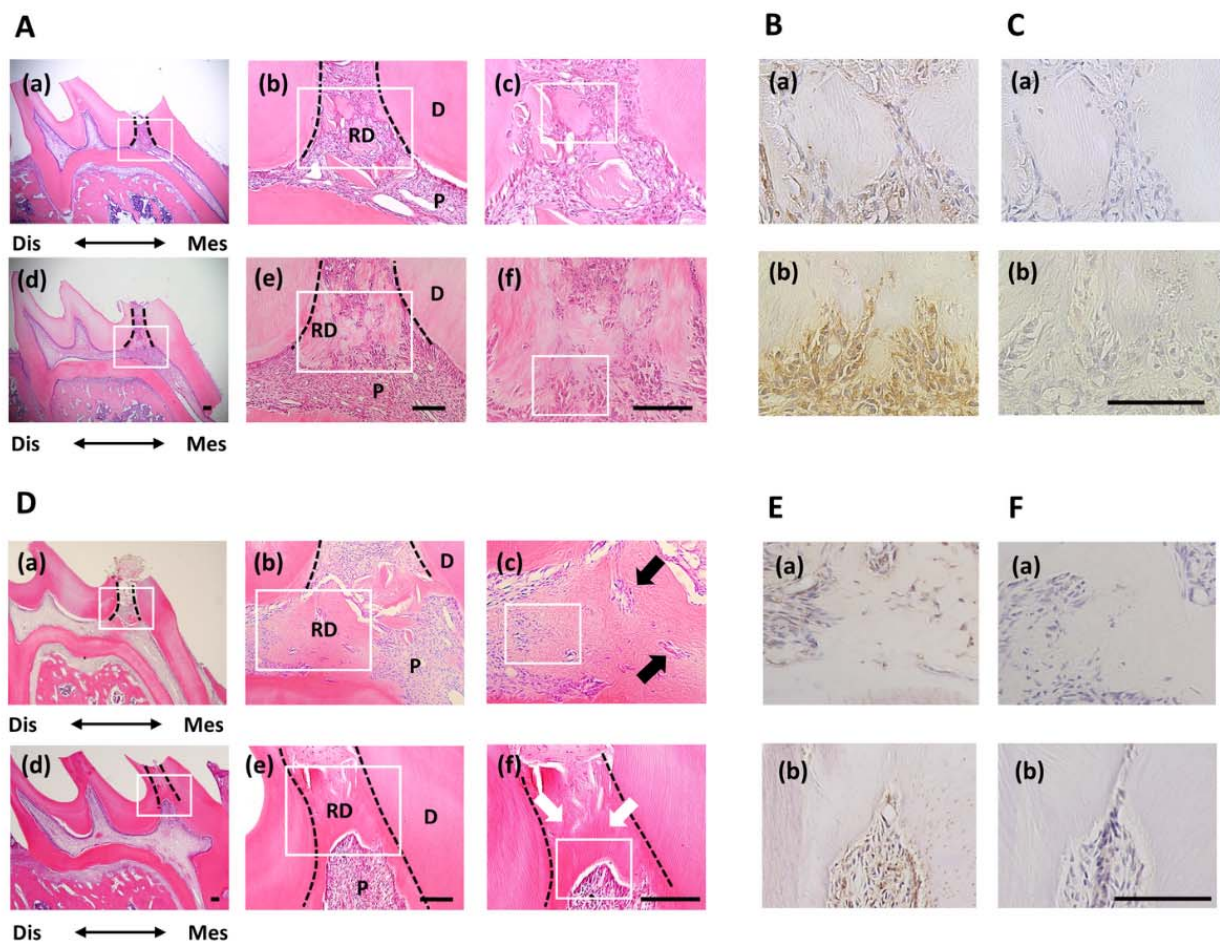 A B C
(a) (b) (c) (a) (a)
D
RD
P
Dis Mes
(d) (e) (f) (b) (b)
D
RD
P
Dis Mes
D E F
(a) (b) (c) (a) (a)
D
RD
P
Dis Mes
(d) (e) (f) (b) (b)
RD D
P
Dis Mes